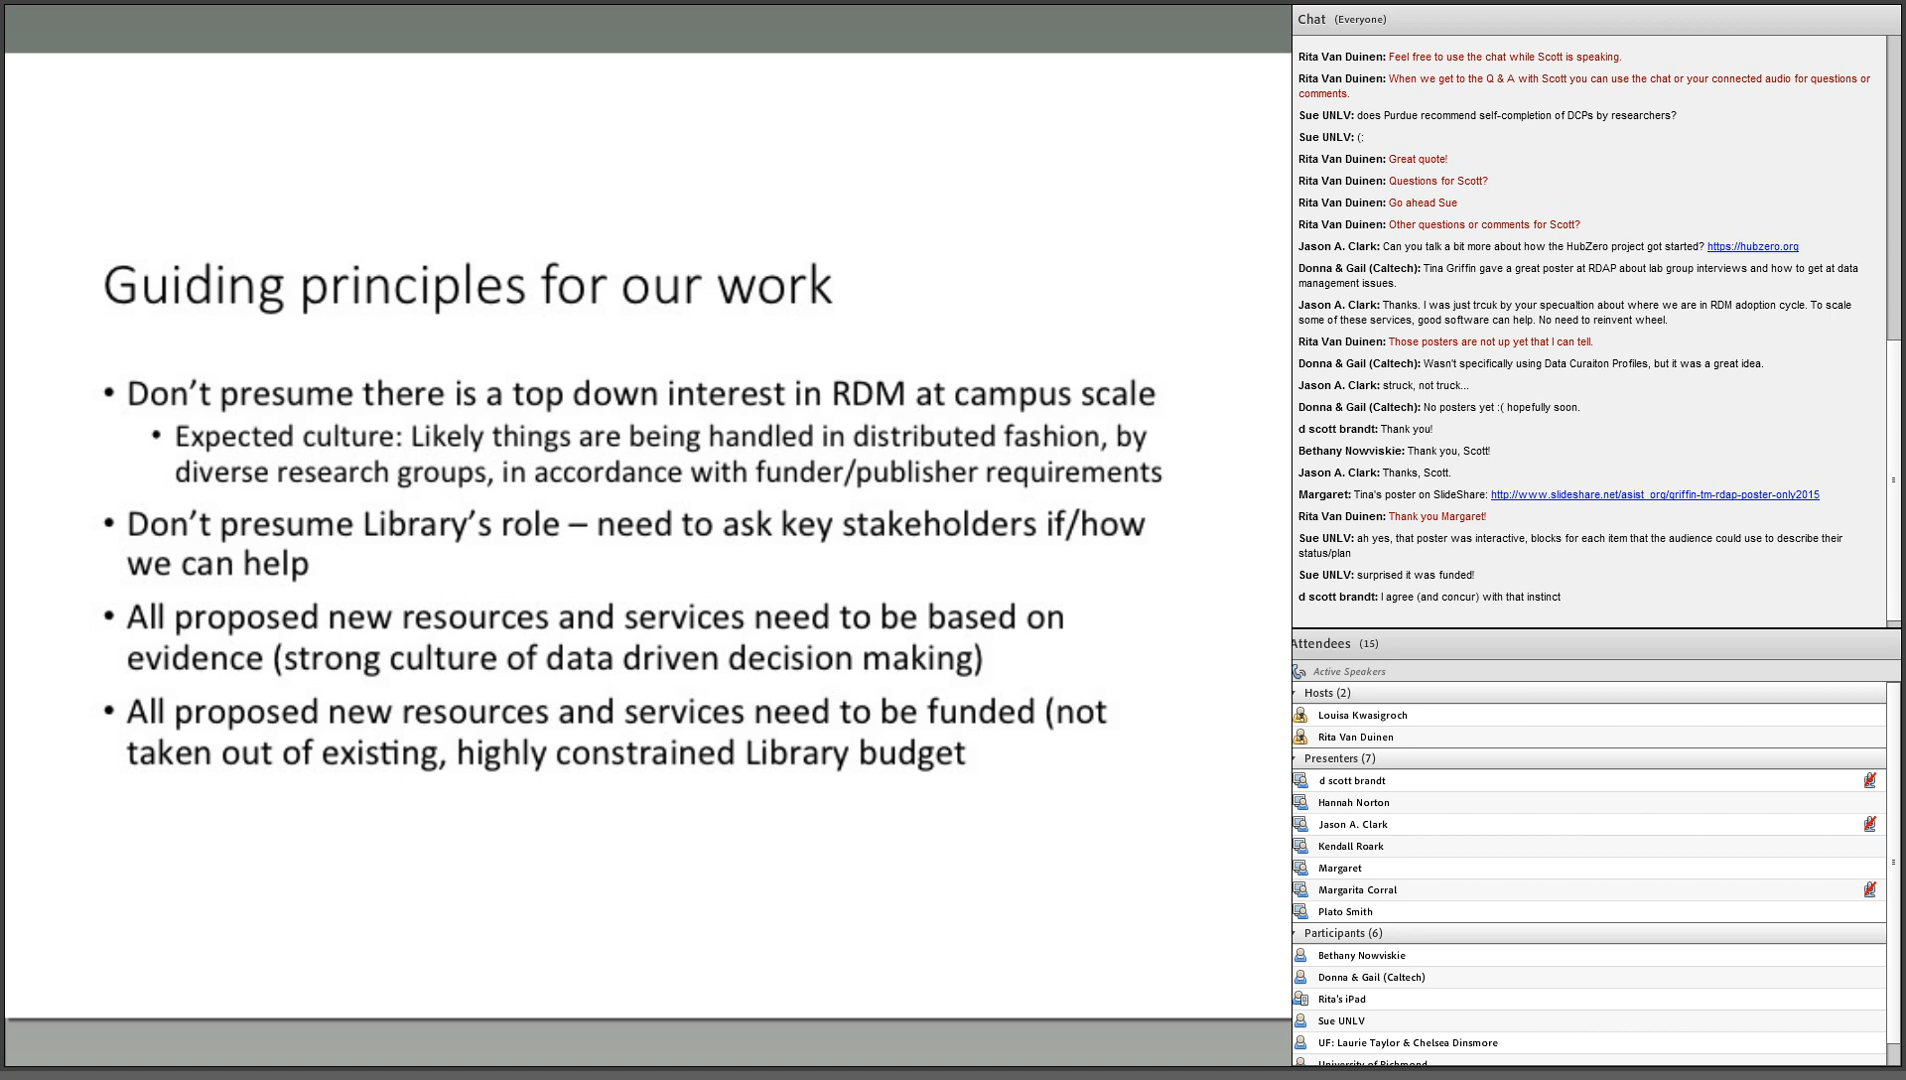 Guiding principles for our work
• Don't presume there is a top down interest in RDM at campus scale
• Expected culture: Likely things are being handled in distributed fashion, by
diverse research groups, in accordance with funder/publisher requirements
• Don't presume Library's role – need to ask key stakeholders if/how
we can help
• All proposed new resources and services need to be based on
evidence (strong culture of data driven decision making)
• All proposed new resources and services need to be funded (not
taken out of existing, highly constrained Library budget
Chat (Everyone)
Rita Van Duinen: Feel free to use the chat while Scott is speaking.
Rita Van Duinen: When we get to the Q & A with Scott you can use the chat or your connected audio for questions or
comments.
Sue UNLV: does Purdue recommend self-completion of DCPs by researchers?
Sue UNLV: (:
Rita Van Duinen: Great quote!
Rita Van Duinen: Questions for Scott?
Rita Van Duinen: Go ahead Sue
Rita Van Duinen: Other questions or comments for Scott?
Jason A. Clark: Can you talk a bit more about how the HubZero project got started? https://hubzero.org
Donna & Gail (Caltech): Tina Griffin gave a great poster at RDAP about lab group interviews and how to get at data
management issues.
Jason A. Clark: Thanks. I was just trcuk by your specualtion about where we are in RDM adoption cycle. To scale
some of these services, good software can help. No need to reinvent wheel.
Rita Van Duinen: Those posters are not up yet that I can tell.
Donna & Gail (Caltech): Wasn't specifically using Data Curaiton Profiles, but it was a great idea.
Jason A. Clark: struck, not truck...
Donna & Gail (Caltech): No posters yet :( hopefully soon.
d scott brandt: Thank you!
Bethany Nowviskie: Thank you, Scott!
Jason A. Clark: Thanks, Scott.
Margaret: Tina's poster on SlideShare: http://www.slideshare.net/asist_org/griffin-tm-rdap-poster-only2015
Rita Van Duinen: Thank you Margaret!
Sue UNLV: ah yes, that poster was interactive, blocks for each item that the audience could use to describe their
status/plan
Sue UNLV: surprised it was funded!
d scott brandt: I agree (and concur) with that instinct
Attendees (15)
Active Speakers
Hosts (2)
Louisa Kwasigroch
Rita Van Duinen
Presenters (7)
d scott brandt
Hannah Norton
Jason A. Clark
Kendall Roark
Margaret
Margarita Corral
Plato Smith
Participants (6)
Bethany Nowviskie
Donna & Gail (Caltech)
Rita's iPad
Sue UNLV
UF: Laurie Taylor & Chelsea Dinsmore
University of Richmond